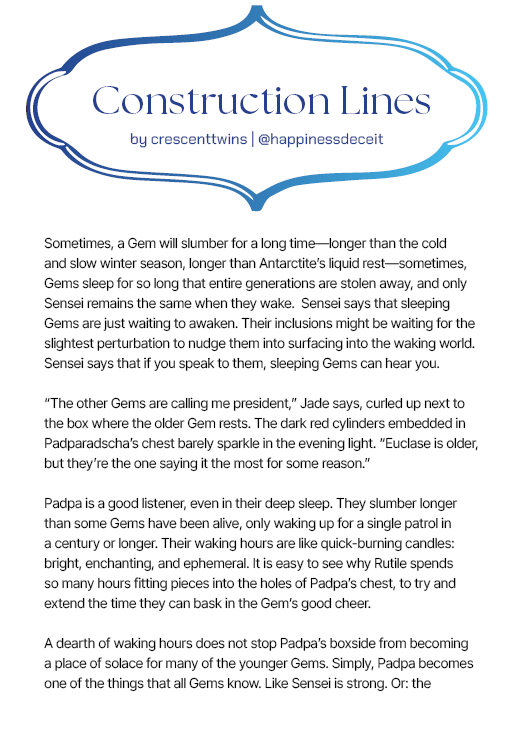 Construction Lines
by crescenttwins | @happinessdeceit
Sometimes, a Gem will slumber for a long time—longer than the cold
and slow winter season, longer than Antarctite’s liquid rest—sometimes,
Gems sleep for so long that entire generations are stolen away, and only
Sensei remains the same when they wake.  Sensei says that sleeping
Gems are just waiting to awaken. Their inclusions might be waiting for the
slightest perturbation to nudge them into surfacing into the waking world.
Sensei says that if you speak to them, sleeping Gems can hear you.
“The other Gems are calling me president,” Jade says, curled up next to
the box where the older Gem rests. The dark red cylinders embedded in
Padparadscha’s chest barely sparkle in the evening light. “Euclase is older,
but they’re the one saying it the most for some reason.”
Padpa is a good listener, even in their deep sleep. They slumber longer
than some Gems have been alive, only waking up for a single patrol in
a century or longer. Their waking hours are like quick-burning candles:
bright, enchanting, and ephemeral. It is easy to see why Rutile spends
so many hours fitting pieces into the holes of Padpa’s chest, to try and
extend the time they can bask in the Gem’s good cheer.
A dearth of waking hours does not stop Padpa’s boxside from becoming
a place of solace for many of the younger Gems. Simply, Padpa becomes
one of the things that all Gems know. Like Sensei is strong. Or: the